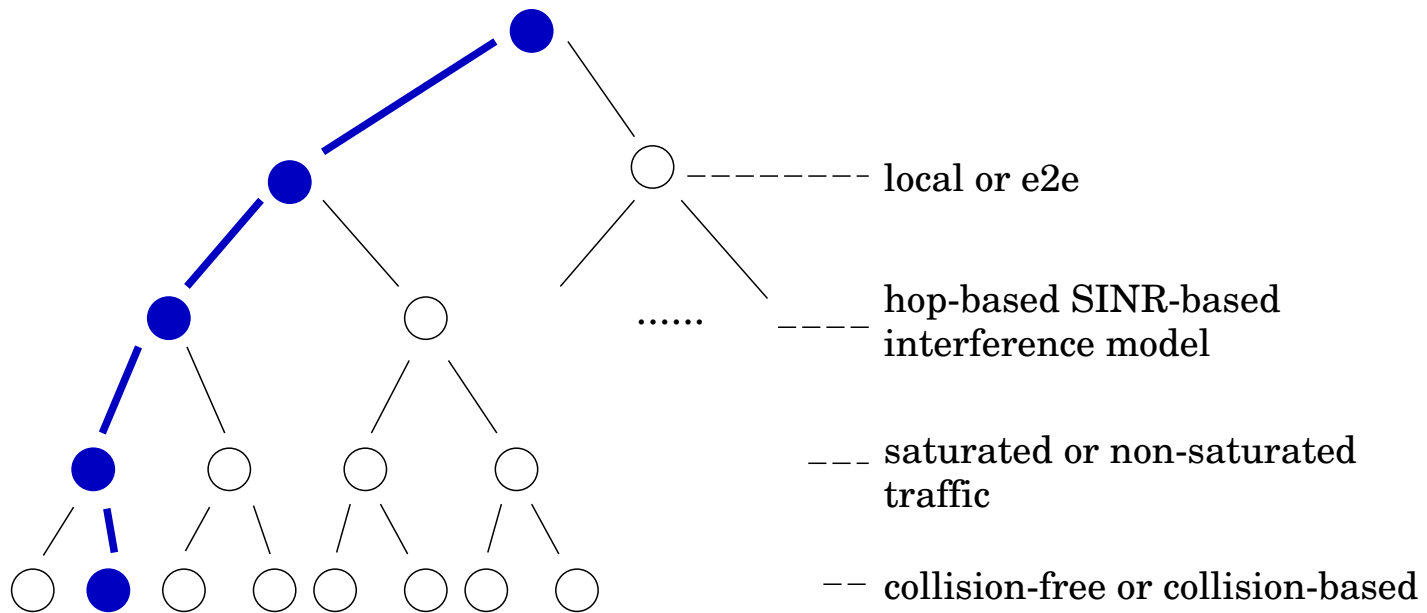 local or e2e
hop-based SINR-based
interference model
......
saturated or non-saturated
traffic
collision-free or collision-based